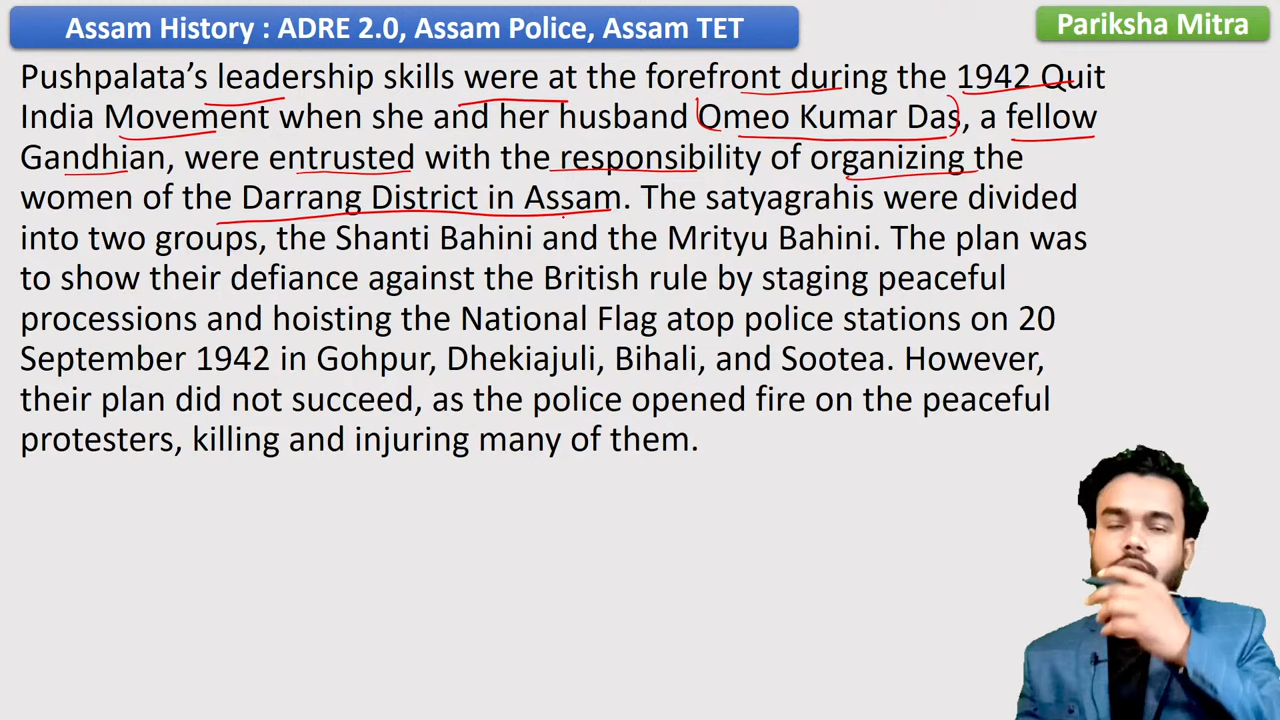 Assam History : ADRE 2.0, Assam Police, Assam TET
Pariksha Mitra
Pushpalata’s leadership skills were at the forefront during the 1942 Quit
India Movement when she and her husband Omeo Kumar Das, a fellow
Gandhian, were entrusted with the responsibility of organizing the
women of the Darrang District in Assam. The satyagrahis were divided
into two groups, the Shanti Bahini and the Mrityu Bahini. The plan was
to show their defiance against the British rule by staging peaceful
processions and hoisting the National Flag atop police stations on 20
September 1942 in Gohpur, Dhekiajuli, Bihali, and Sootea. However,
their plan did not succeed, as the police opened fire on the peaceful
protesters, killing and injuring many of them.